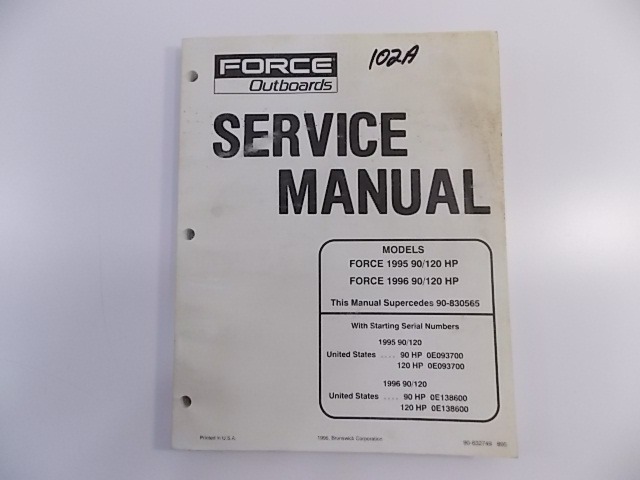 FORCE
Outboards
102A
SERVICE
MANUAL
MODELS
FORCE 1995 90/120 HP
FORCE 1996 90/120 HP
This Manual Supercedes 90-830565
With Starting Serial Numbers
1995 90/120
United States .... 90 HP 0E093700
120 HP 0E093700
1996 90/120
United States .... 90 HP 0E138600
120 HP 0E138600
Printed in U.S.A.
Brunswick Corporation